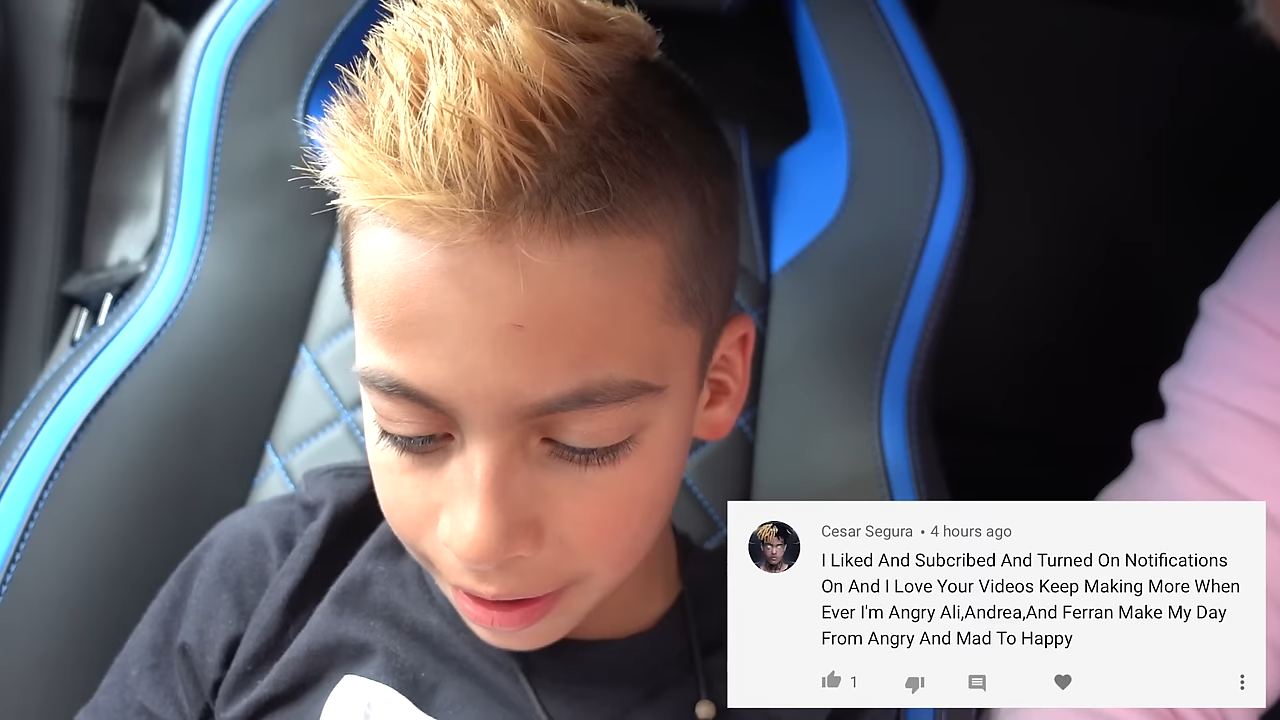 Cesar Segura • 4 hours ago
I Liked And Subcribed And Turned On Notifications
On And I Love Your Videos Keep Making More When
Ever I'm Angry Ali,Andrea,And Ferran Make My Day
From Angry And Mad To Happy
1